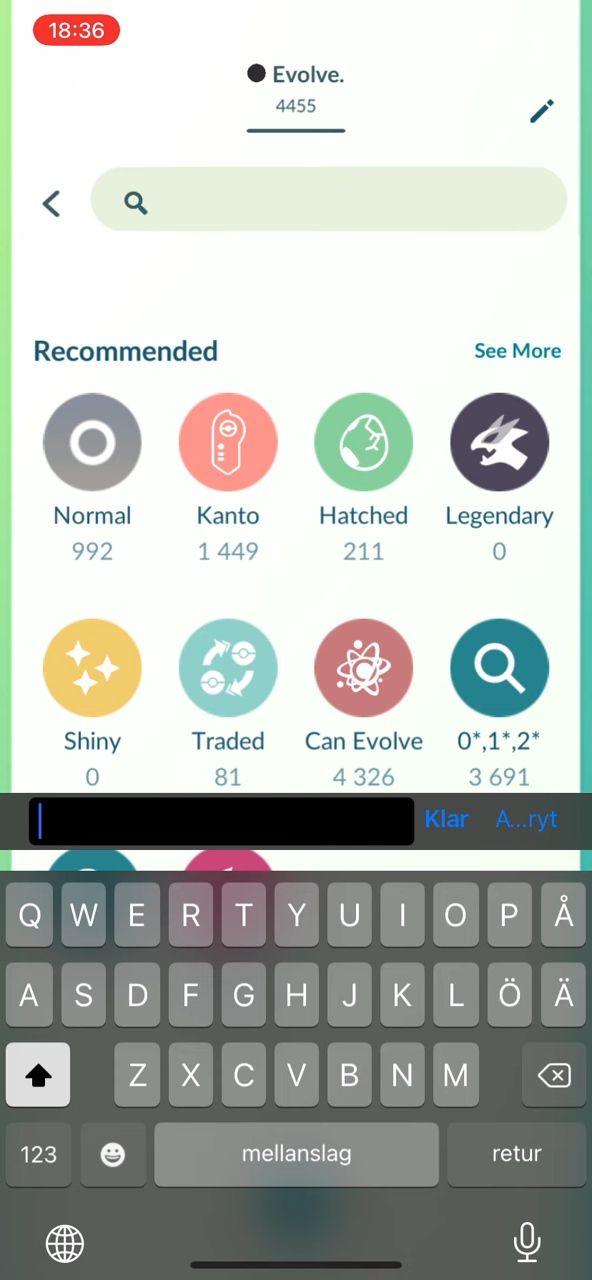 18:36
Evolve.
4455
Recommended
See More
Normal
Kanto
Hatched
Legendary
992
1 449
211
0
Shiny
Traded
Can Evolve
0*,1*,2*
0
81
4 326
3 691
Klar
A...ryt
Q W E R T Y U I O P Å
A S D F G H J K L Ö Ä
Z X C V B N M
123
mellanslag
retur